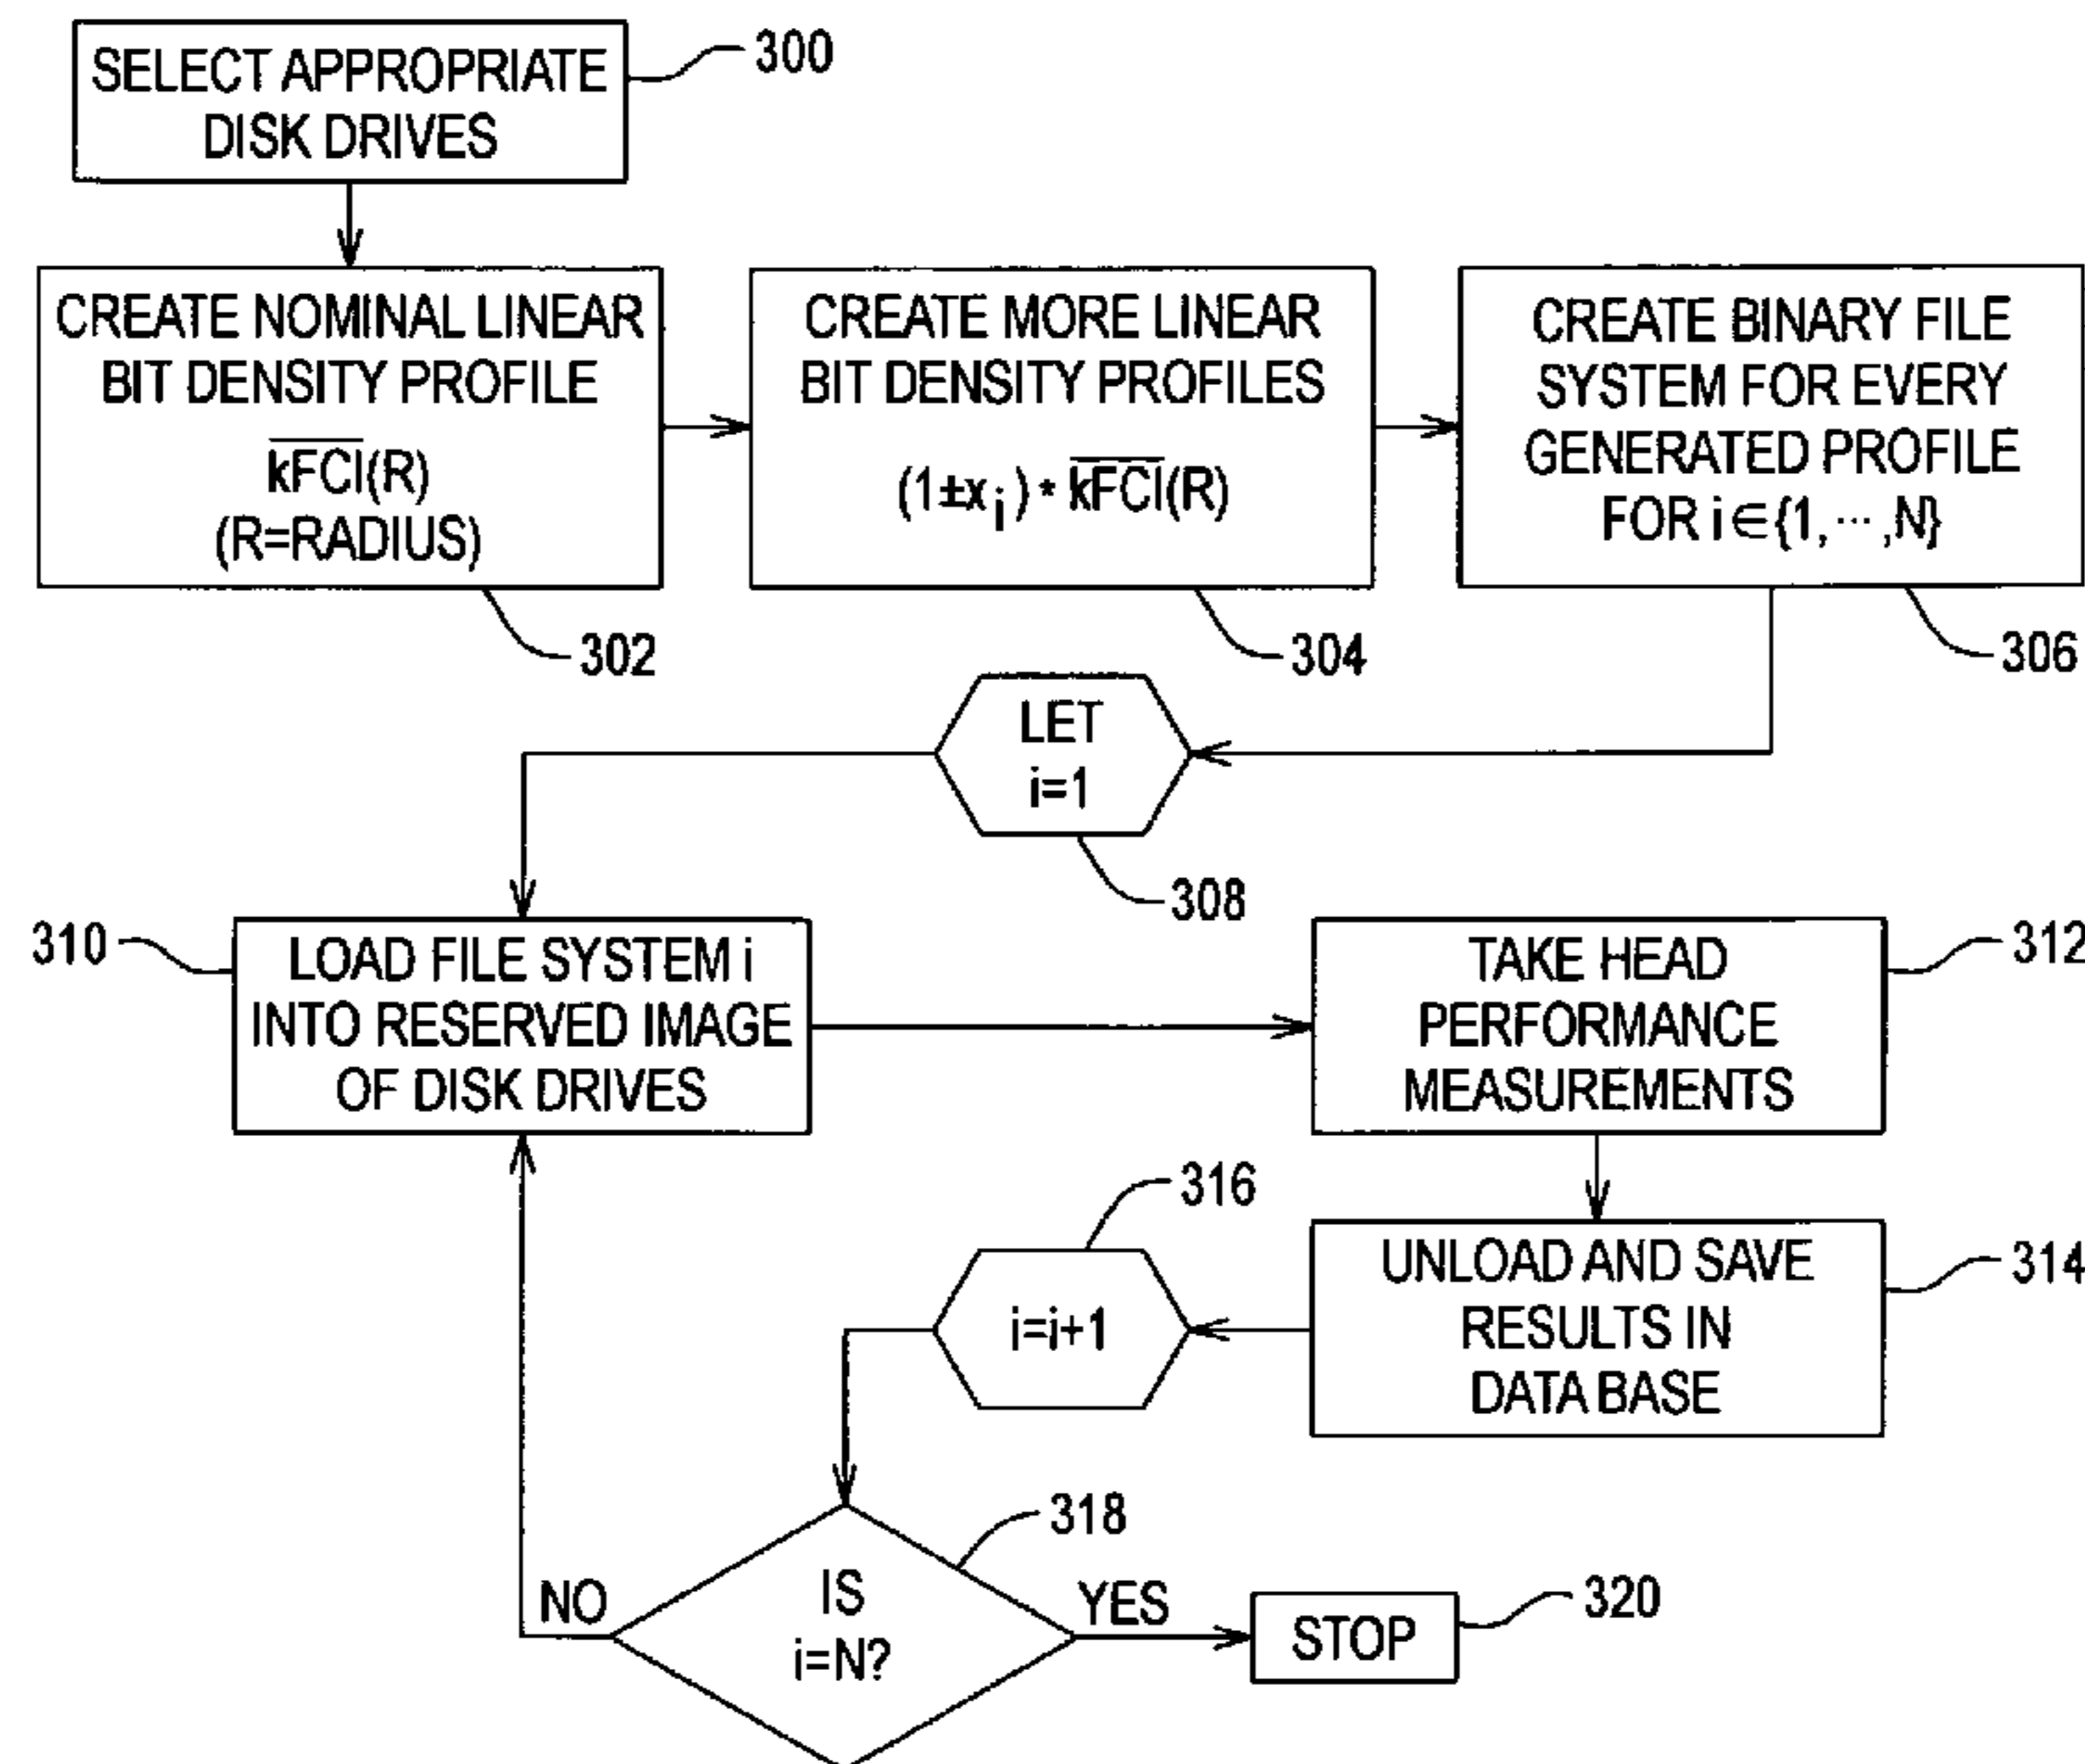 SELECT APPROPRIATE
DISK DRIVES
300
CREATE NOMINAL LINEAR
BIT DENSITY PROFILE
k̅F̅C̅I̅(R)
(R=RADIUS)
302
CREATE MORE LINEAR
BIT DENSITY PROFILES
(1±xᵢ) * k̅F̅C̅I̅(R)
304
CREATE BINARY FILE
SYSTEM FOR EVERY
GENERATED PROFILE
FOR i∈{1,···,N}
306
LET
i=1
308
310
LOAD FILE SYSTEM i
INTO RESERVED IMAGE
OF DISK DRIVES
TAKE HEAD
PERFORMANCE
MEASUREMENTS
312
UNLOAD AND SAVE
RESULTS IN
DATA BASE
314
316
i=i+1
318
IS
i=N?
NO
YES
STOP
320